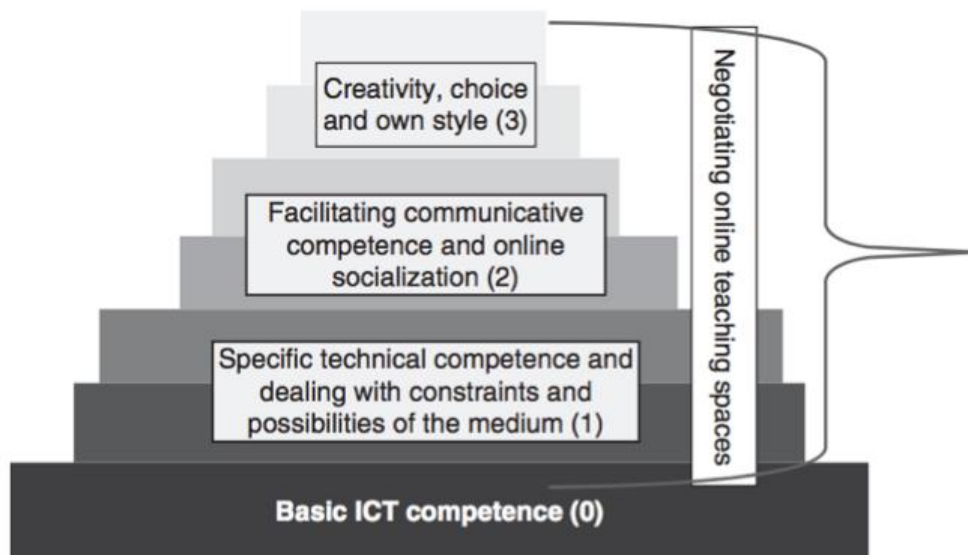 Creativity, choice
and own style (3)
Facilitating communicative
competence and online
socialization (2)
Specific technical competence and
dealing with constraints and
possibilities of the medium (1)
Basic ICT competence (0)
Negotiating online teaching spaces